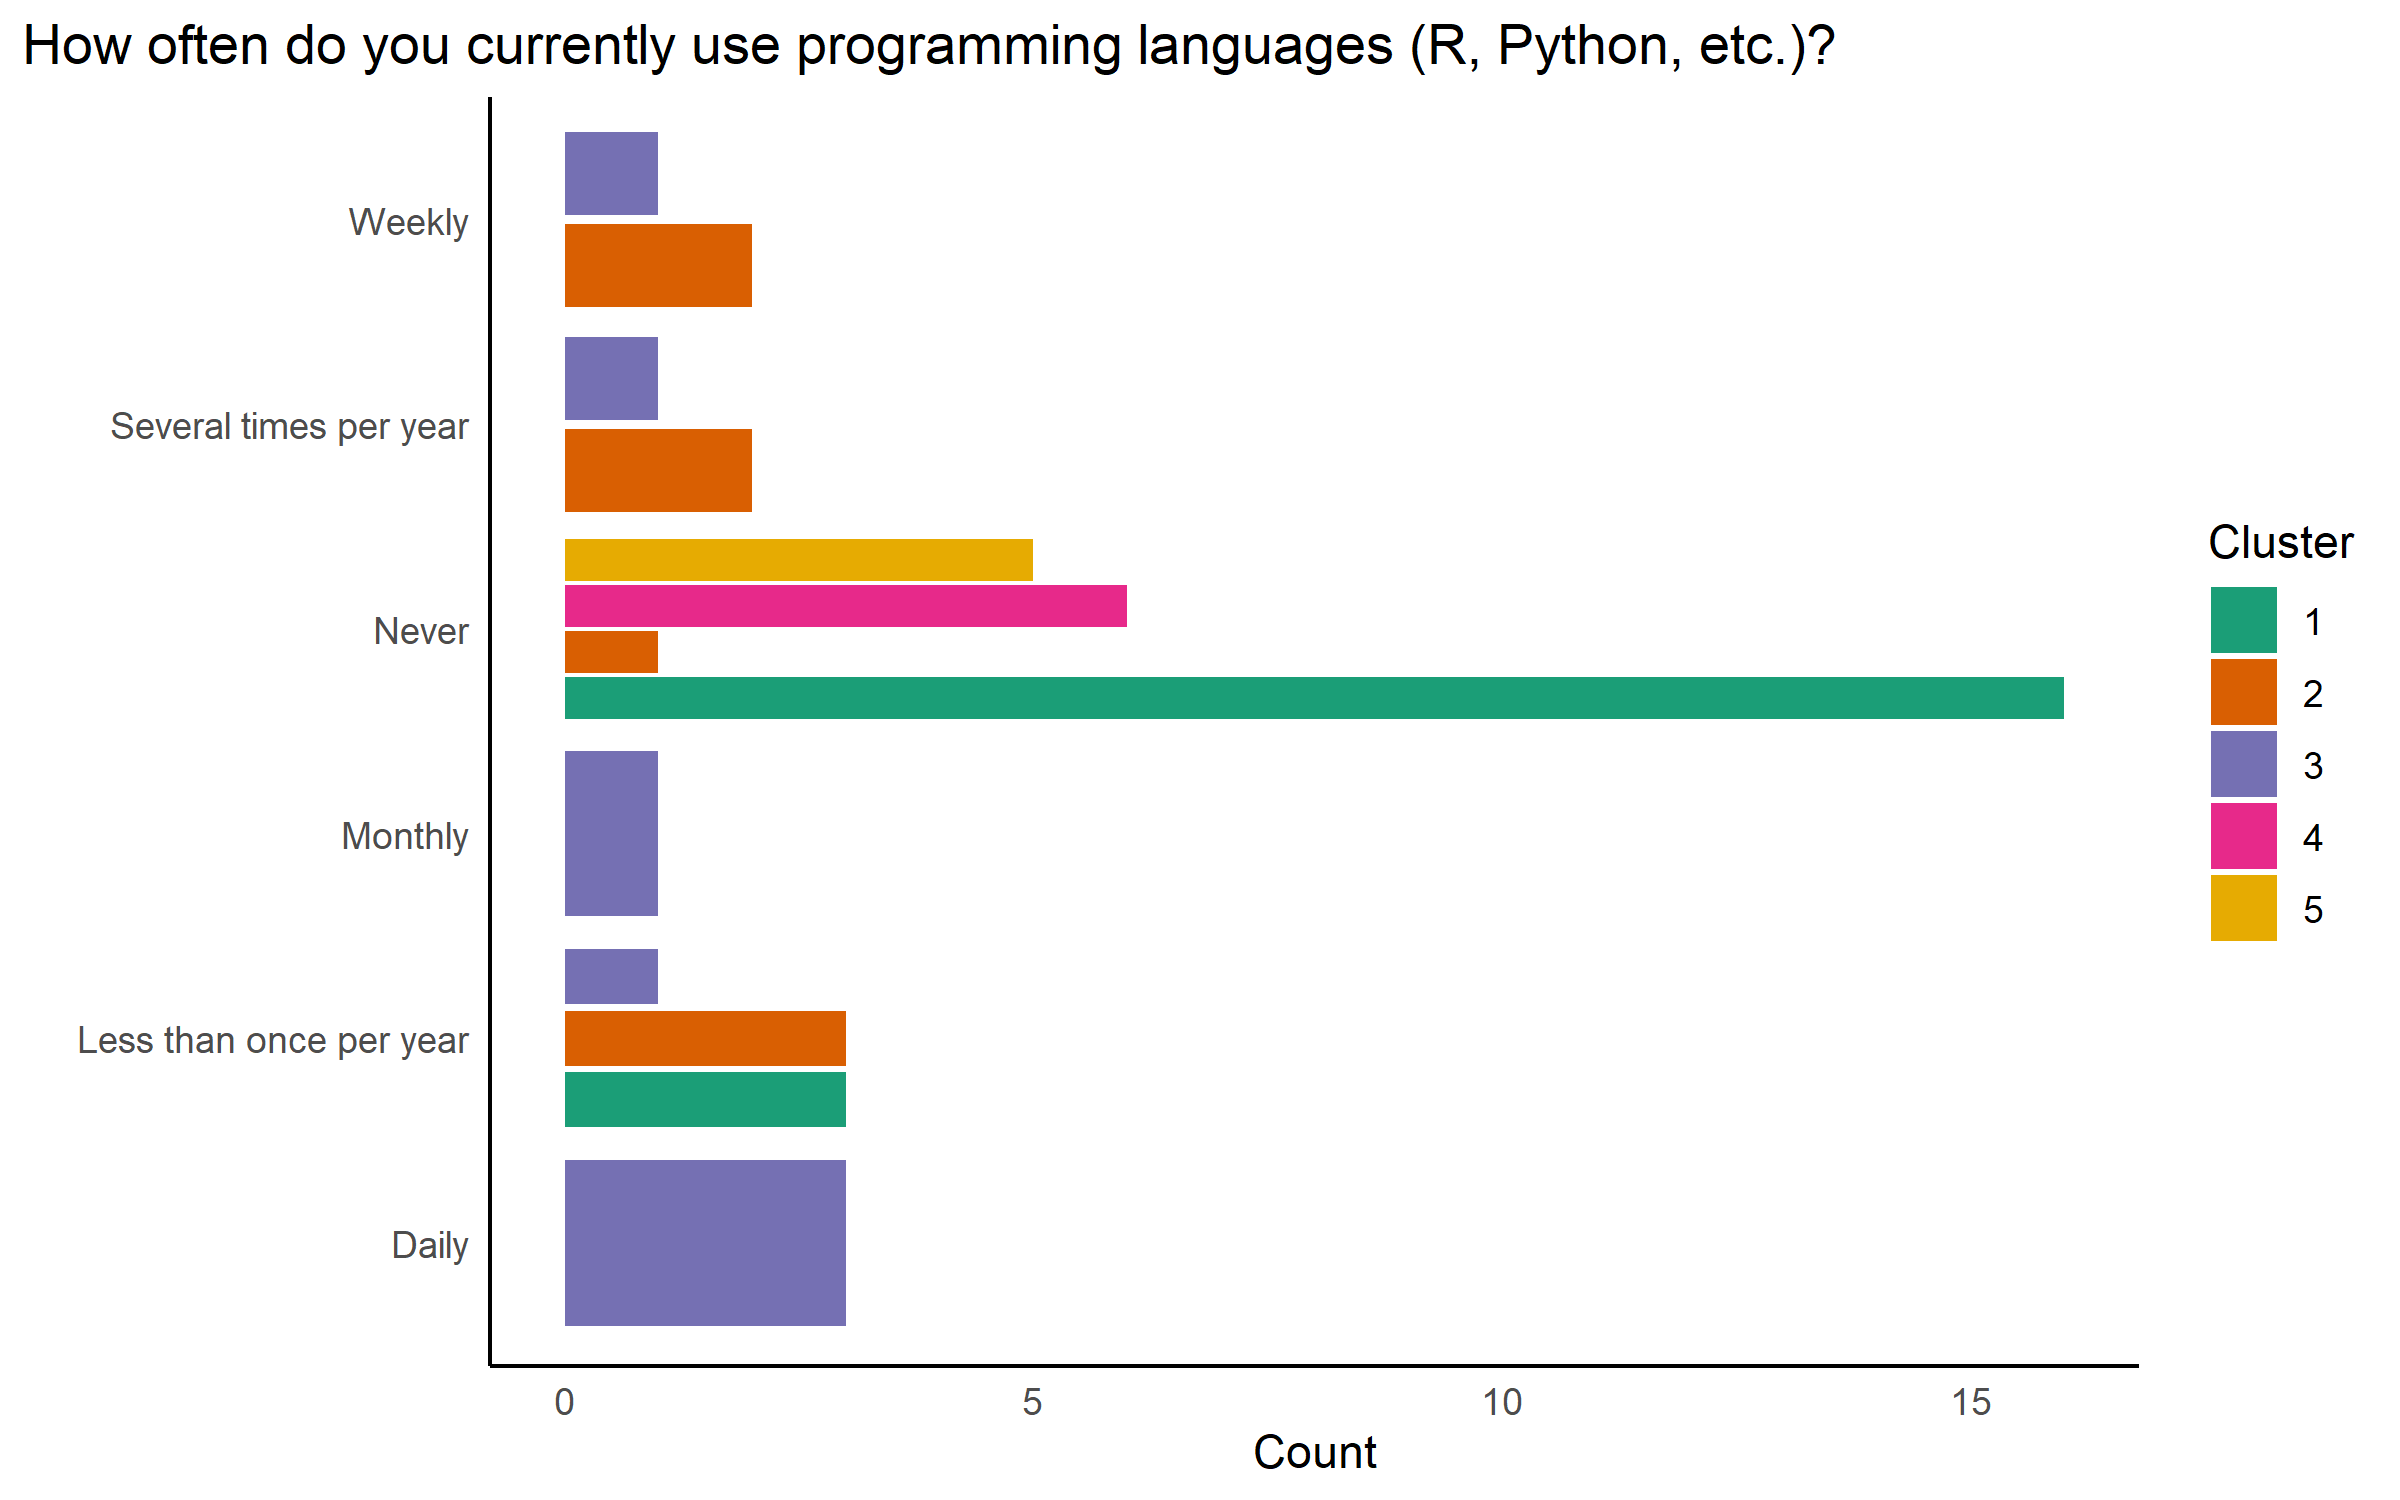 How often do you currently use programming languages (R, Python, etc.)?
Weekly
Several times per year
Never
Monthly
Less than once per year
Daily
0 5 10 15
Count
Cluster
1
2
3
4
5